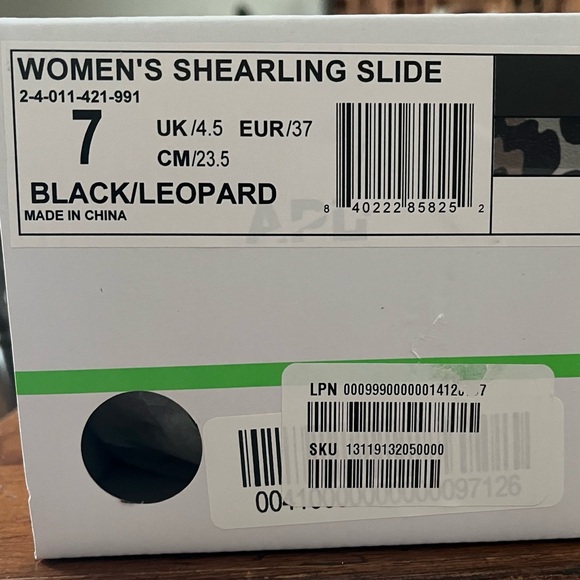 WOMEN'S SHEARLING SLIDE
2-4-011-421-991
7
UK/4.5 EUR/37
CM/23.5
BLACK/LEOPARD
MADE IN CHINA
8 40222 85825 2
APL
LPN
SKU 13119132050000